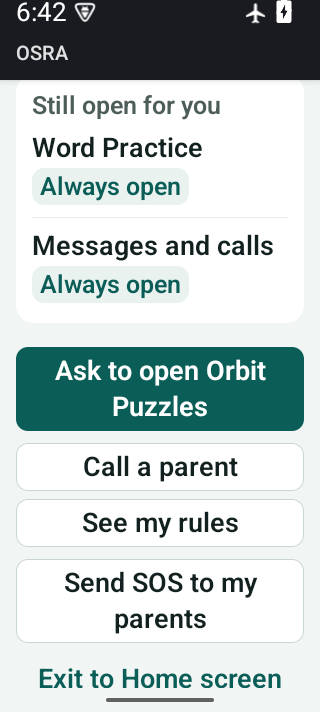 6:42
OSRA
Still open for you
Word Practice
Always open
Messages and calls
Always open
Ask to open Orbit
Puzzles
Call a parent
See my rules
Send SOS to my
parents
Exit to Home screen